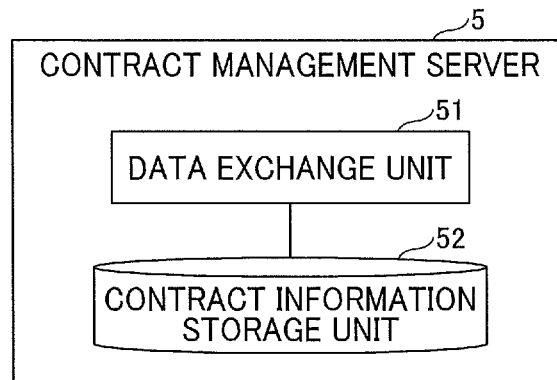 5
CONTRACT MANAGEMENT SERVER
51
DATA EXCHANGE UNIT
52
CONTRACT INFORMATION
STORAGE UNIT